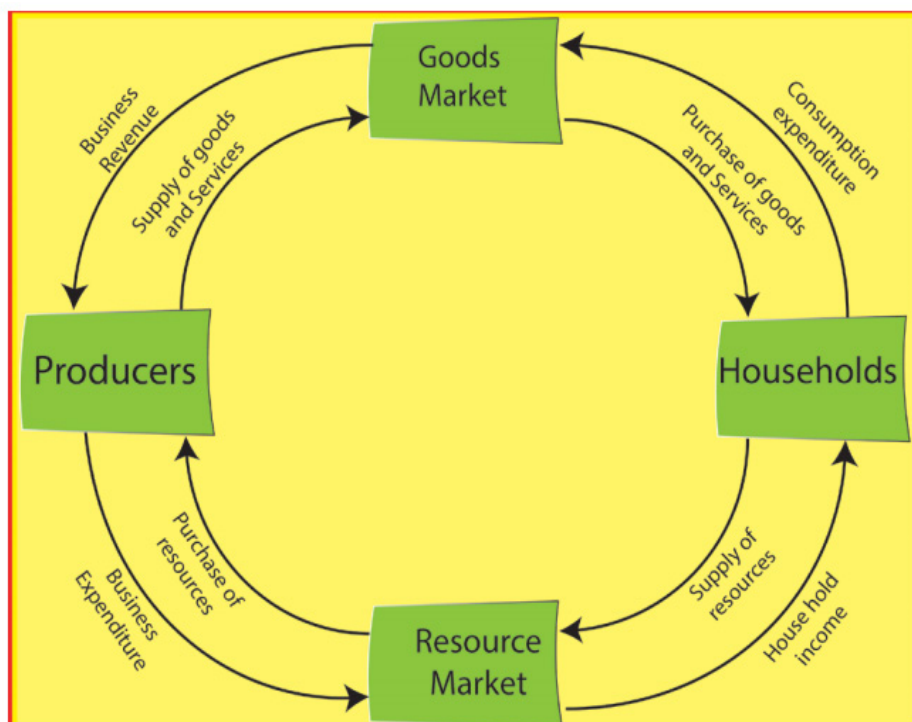 Goods
Market
Business
Revenue
Supply of goods
and Services
Purchase of goods
and Services
Consumption
expenditure
Producers
Households
Business
Expenditure
Purchase of
resources
Supply of
resources
House hold
income
Resource
Market